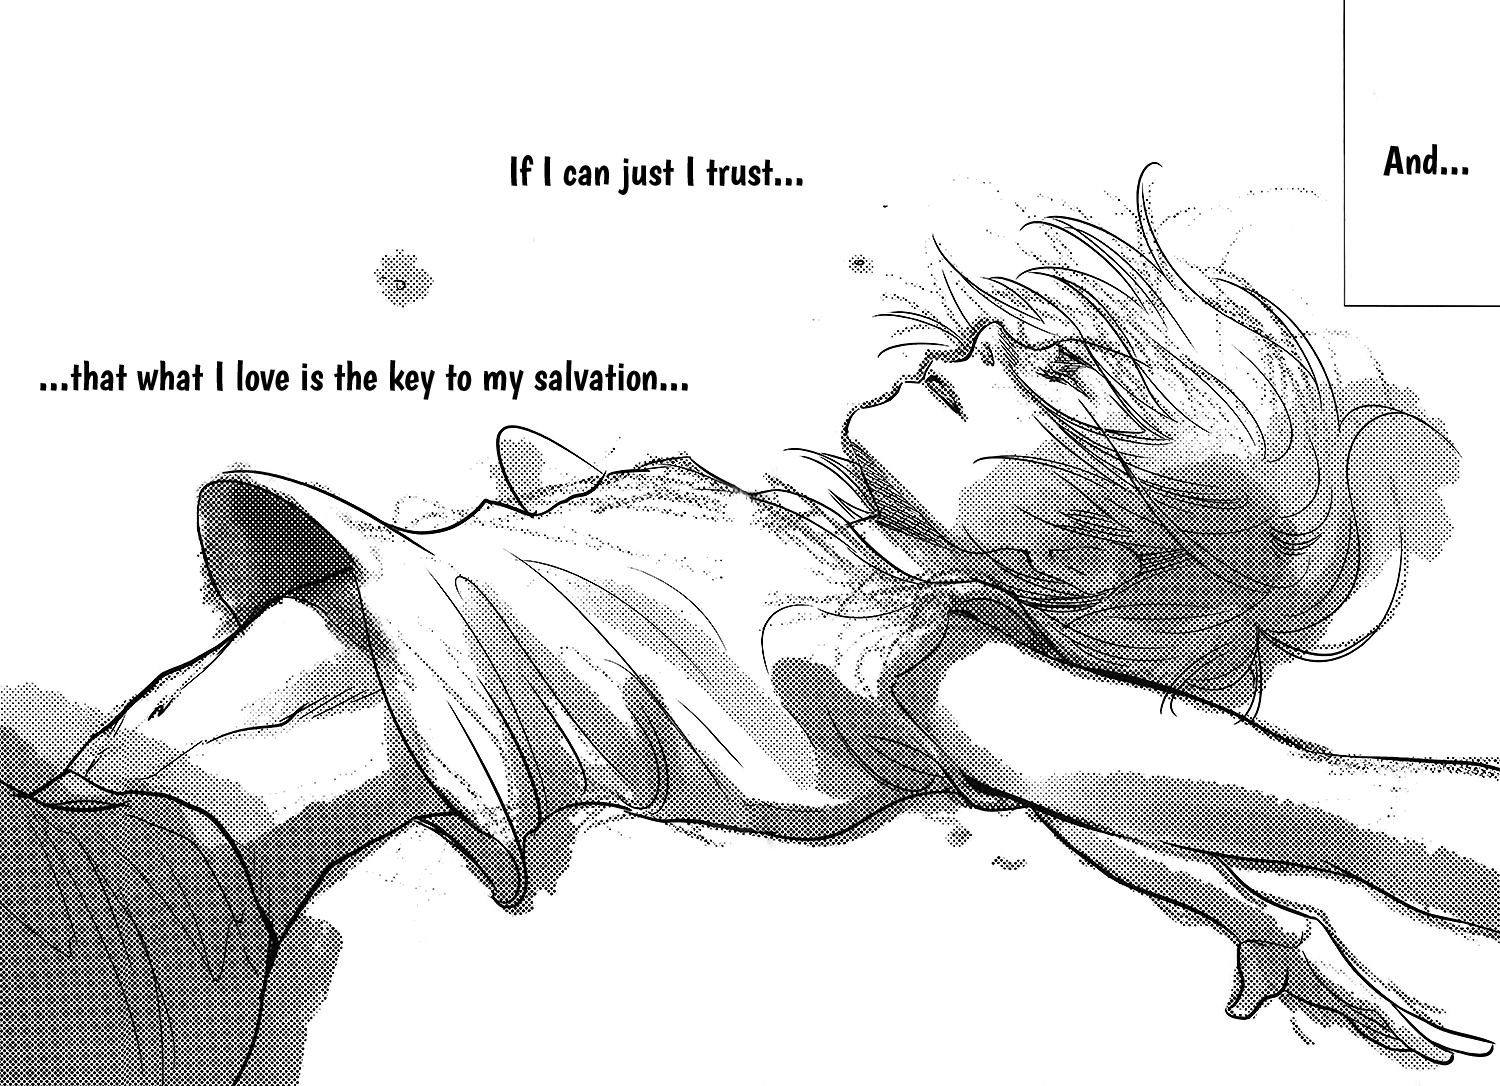 And...
If I can just I trust...
...that what I love is the key to my salvation...